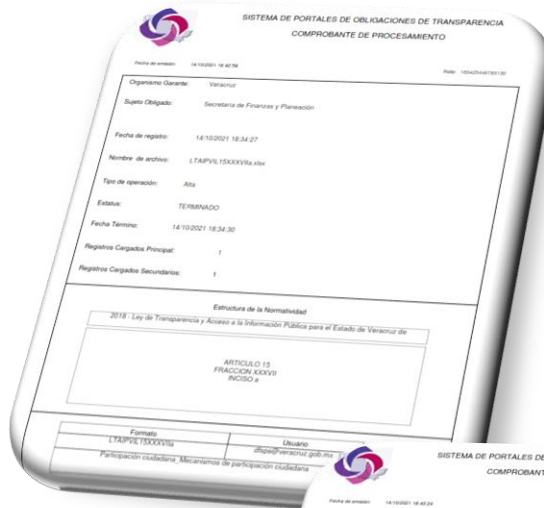 SISTEMA DE PORTALES DE OBLIGACIONES DE TRANSPARENCIA
COMPROBANTE DE PROCESAMIENTO
Fecha de emisión: 14/10/2021 18:42:58
Folio:
Organismo Garante: Veracruz
Sujeto Obligado: Secretaría de Finanzas y Planeación
Fecha de registro: 14/10/2021 18:34:27
Nombre de archivo: LTAIPVIL15XXXVIIa.xlsx
Tipo de operación: Alta
Estatus: TERMINADO
Fecha Término: 14/10/2021 18:34:30
Registros Cargados Principal: 1
Registros Cargados Secundarios: 1
Estructura de la Normatividad
2018 - Ley de Transparencia y Acceso a la Información Pública para el Estado de Veracruz de
ARTICULO 15
FRACCION XXXVII
INCISO a
Formato Usuario
LTAIPVIL15XXXVIIa dfsps@veracruz.gob.mx
Participación ciudadana_Mecanismos de participación ciudadana
SISTEMA DE PORTALES DE
COMPROBANT
Fecha de emisión: 14/10/2021 18:43:24